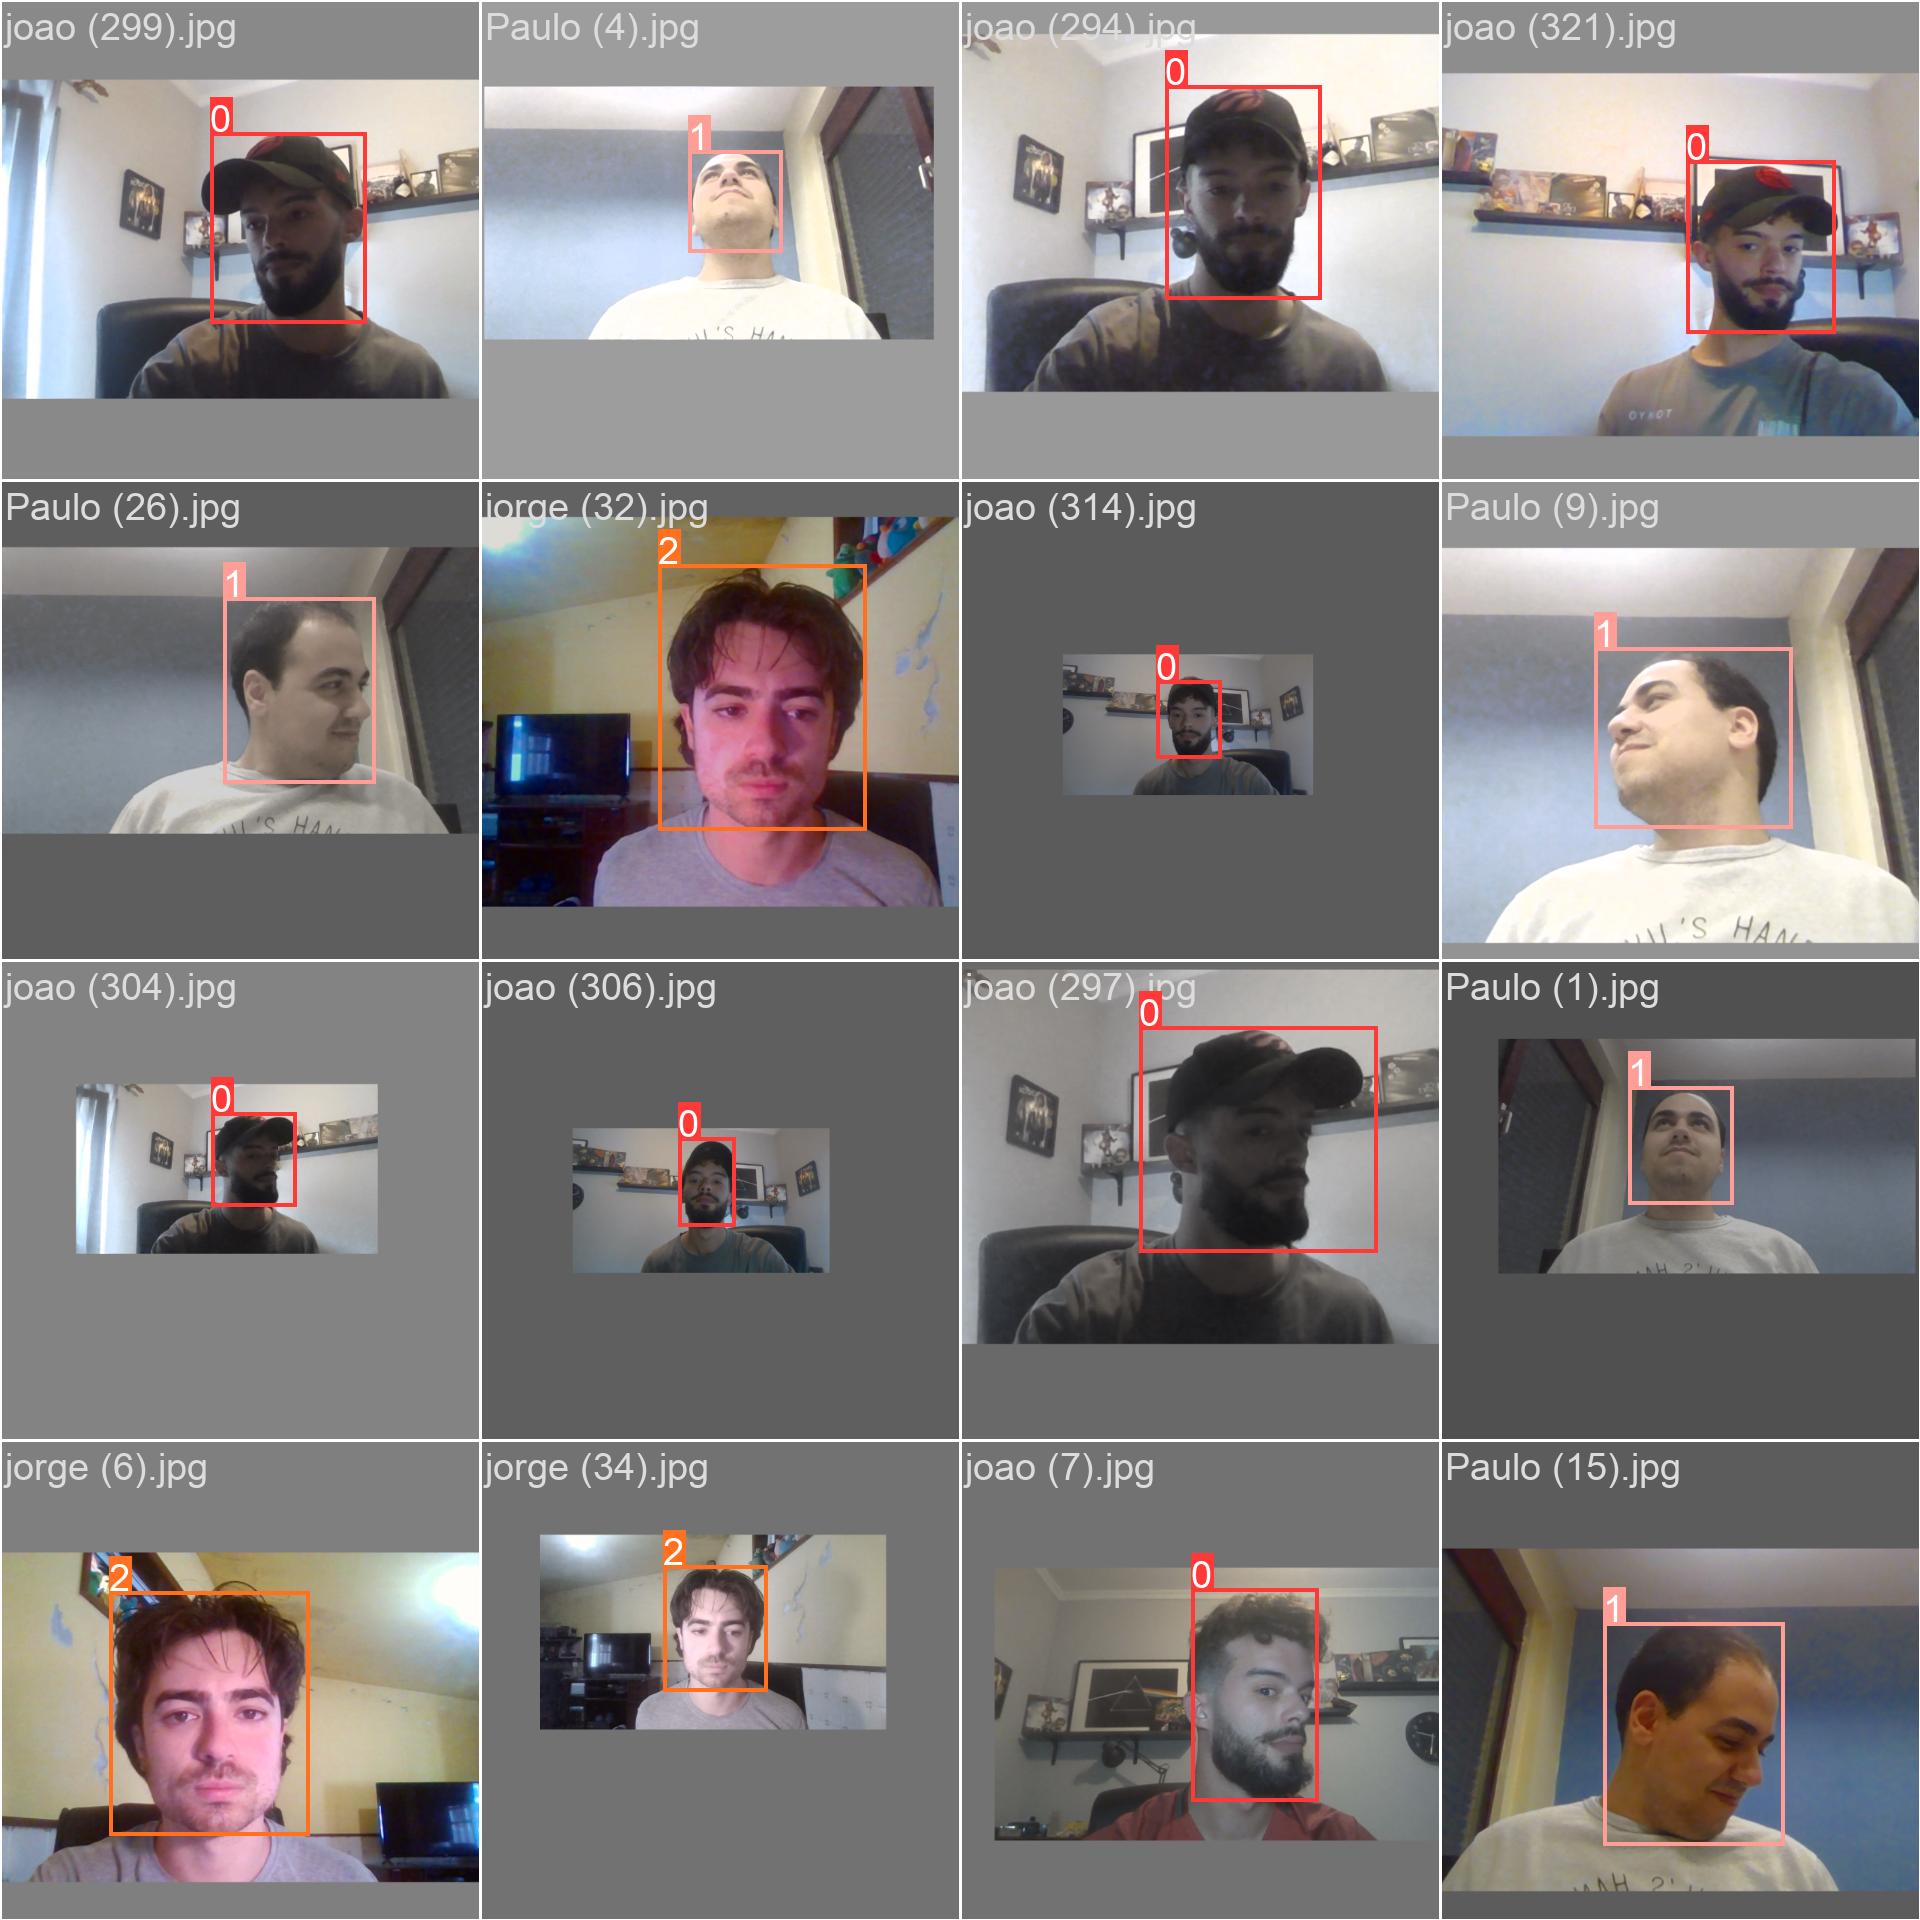 joao (299).jpg
0
Paulo (4).jpg
1
joao (294).jpg
0
joao (321).jpg
0
OYHOT
Paulo (26).jpg
1
jorge (32).jpg
2
joao (314).jpg
0
Paulo (9).jpg
1
'S HAN
joao (304).jpg
0
joao (306).jpg
0
joao (297).jpg
0
Paulo (1).jpg
1
jorge (6).jpg
2
jorge (34).jpg
2
joao (7).jpg
0
Paulo (15).jpg
1